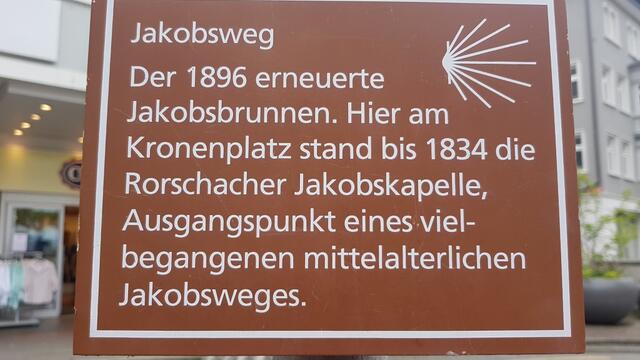 Jakobsweg
Der 1896 erneuerte
Jakobsbrunnen. Hier am
Kronenplatz stand bis 1834 die
Rorschacher Jakobskapelle,
Ausgangspunkt eines viel-
begangenen mittelalterlichen
Jakobsweges.